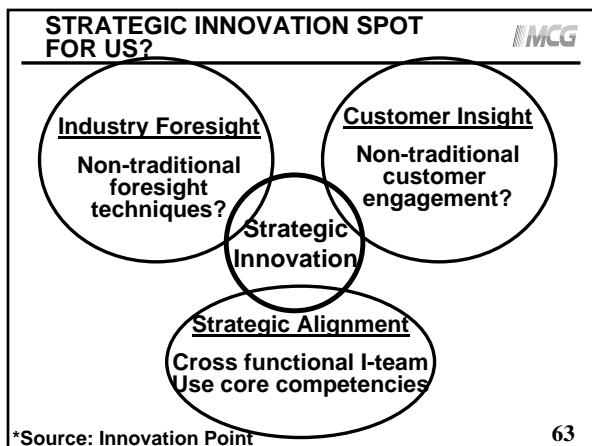 STRATEGIC INNOVATION SPOT
FOR US?
MCG
Industry Foresight
Non-traditional
foresight
techniques?
Customer Insight
Non-traditional
customer
engagement?
Strategic
Innovation
Strategic Alignment
Cross functional I-team
Use core competencies
*Source: Innovation Point
63